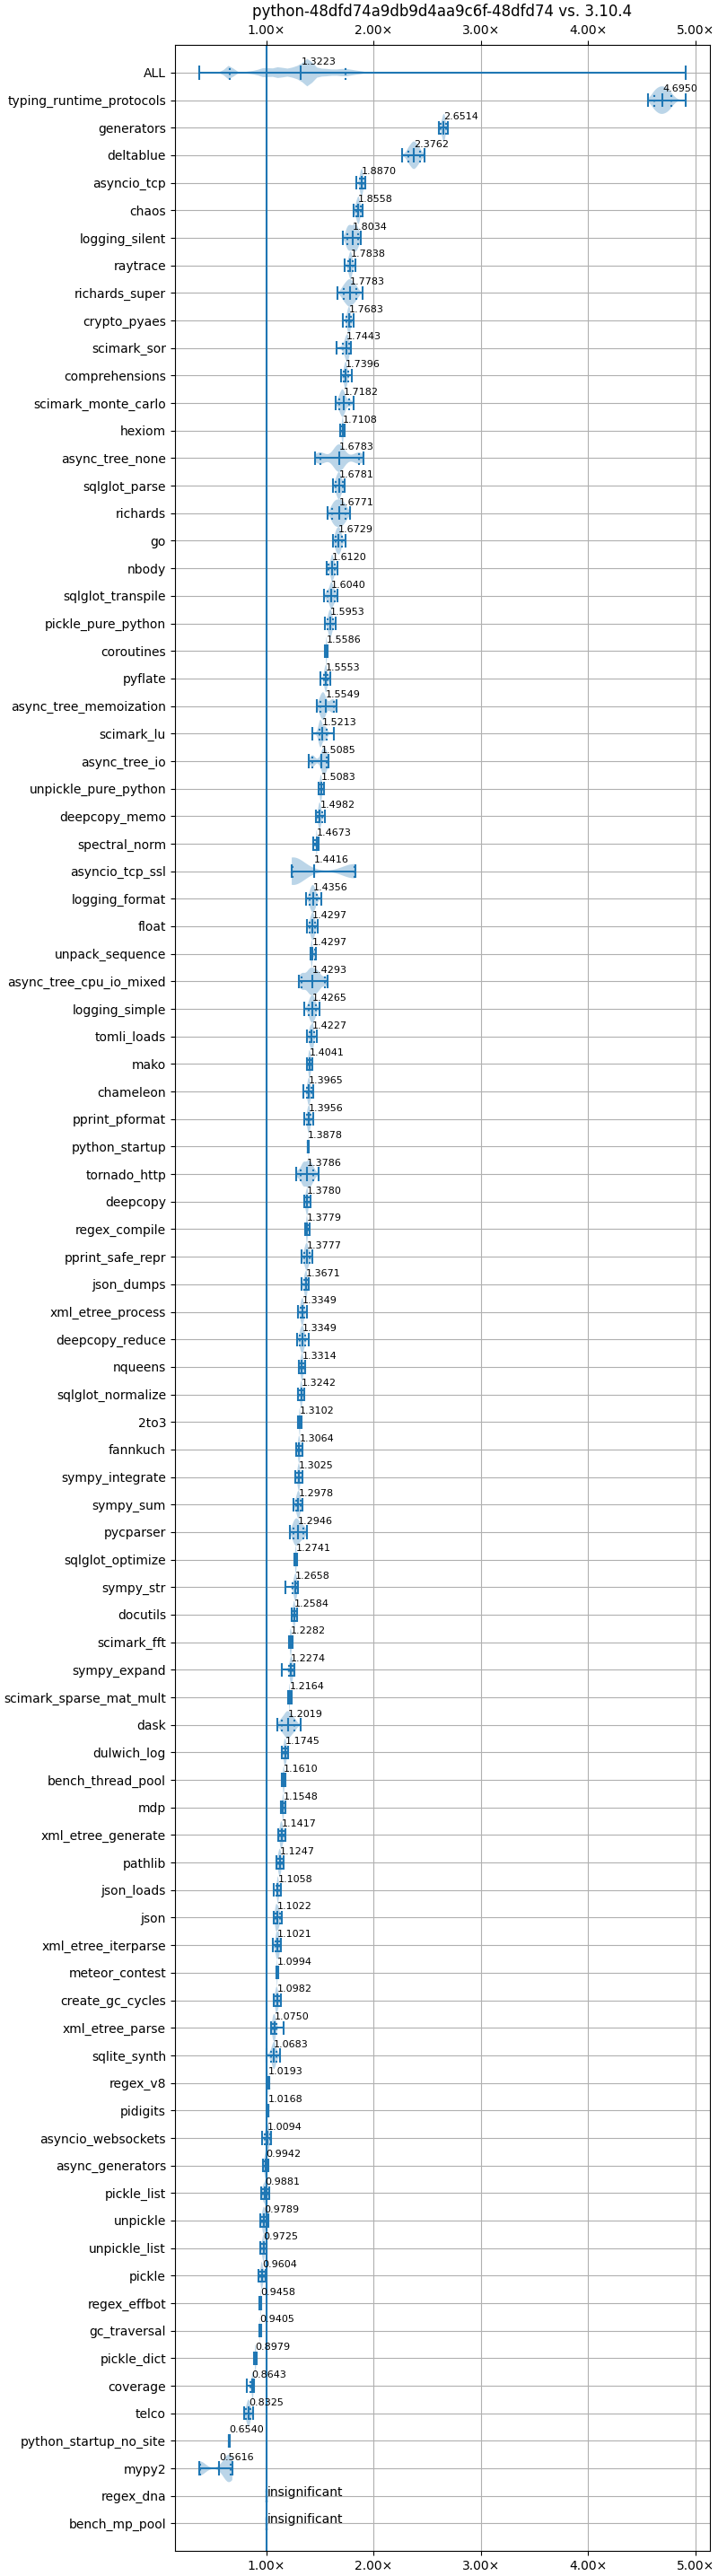 python-48dfd74a9db9d4aa9c6f-48dfd74 vs. 3.10.4
1.00× 2.00× 3.00× 4.00× 5.00×
ALL 1.3223
typing_runtime_protocols 4.6950
generators 2.6514
deltablue 2.3762
asyncio_tcp 1.8870
chaos 1.8558
logging_silent 1.8034
raytrace 1.7838
richards_super 1.7783
crypto_pyaes 1.7683
scimark_sor 1.7443
comprehensions 1.7396
scimark_monte_carlo 1.7182
hexiom 1.7108
async_tree_none 1.6783
sqlglot_parse 1.6781
richards 1.6771
go 1.6729
nbody 1.6120
sqlglot_transpile 1.6040
pickle_pure_python 1.5953
coroutines 1.5586
pyflate 1.5553
async_tree_memoization 1.5549
scimark_lu 1.5213
async_tree_io 1.5085
unpickle_pure_python 1.5083
deepcopy_memo 1.4982
spectral_norm 1.4673
asyncio_tcp_ssl 1.4416
logging_format 1.4356
float 1.4297
unpack_sequence 1.4297
async_tree_cpu_io_mixed 1.4293
logging_simple 1.4265
tomli_loads 1.4227
mako 1.4041
chameleon 1.3965
pprint_pformat 1.3956
python_startup 1.3878
tornado_http 1.3786
deepcopy 1.3780
regex_compile 1.3779
pprint_safe_repr 1.3777
json_dumps 1.3671
xml_etree_process 1.3349
deepcopy_reduce 1.3349
nqueens 1.3314
sqlglot_normalize 1.3242
2to3 1.3102
fannkuch 1.3064
sympy_integrate 1.3025
sympy_sum 1.2978
pycparser 1.2946
sqlglot_optimize 1.2741
sympy_str 1.2658
docutils 1.2584
scimark_fft 1.2282
sympy_expand 1.2274
scimark_sparse_mat_mult 1.2164
dask 1.2019
dulwich_log 1.1745
bench_thread_pool 1.1610
mdp 1.1548
xml_etree_generate 1.1417
pathlib 1.1247
json_loads 1.1058
json 1.1022
xml_etree_iterparse 1.1021
meteor_contest 1.0994
create_gc_cycles 1.0982
xml_etree_parse 1.0750
sqlite_synth 1.0683
regex_v8 1.0193
pidigits 1.0168
asyncio_websockets 1.0094
async_generators 0.9942
pickle_list 0.9881
unpickle 0.9789
unpickle_list 0.9725
pickle 0.9604
regex_effbot 0.9458
gc_traversal 0.9405
pickle_dict 0.8979
coverage 0.8643
telco 0.8325
python_startup_no_site 0.6540
mypy2 0.5616
regex_dna insignificant
bench_mp_pool insignificant
1.00× 2.00× 3.00× 4.00× 5.00×